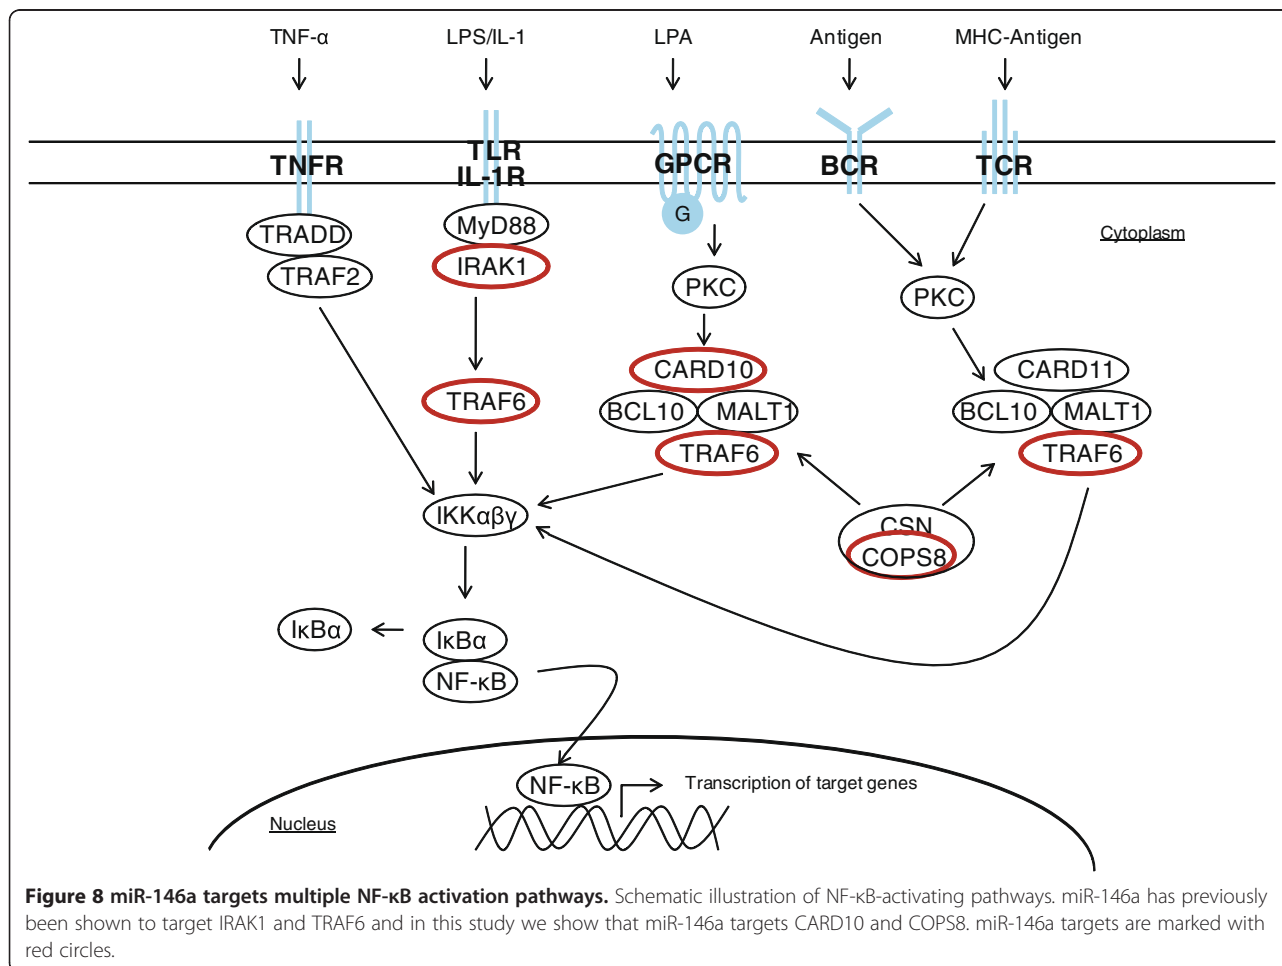 TNF-α LPS/IL-1 LPA Antigen MHC-Antigen
TNFR TLR IL-1R GPCR BCR TCR
G
TRADD MyD88
TRAF2 IRAK1
Cytoplasm
PKC PKC
CARD10 CARD11
TRAF6 BCL10 MALT1 BCL10 MALT1
TRAF6 TRAF6
IKKαβγ CSN
COPS8
IκBα IκBα
NF-κB
NF-κB Transcription of target genes
Nucleus
Figure 8 miR-146a targets multiple NF-κB activation pathways. Schematic illustration of NF-κB-activating pathways. miR-146a has previously
been shown to target IRAK1 and TRAF6 and in this study we show that miR-146a targets CARD10 and COPS8. miR-146a targets are marked with
red circles.